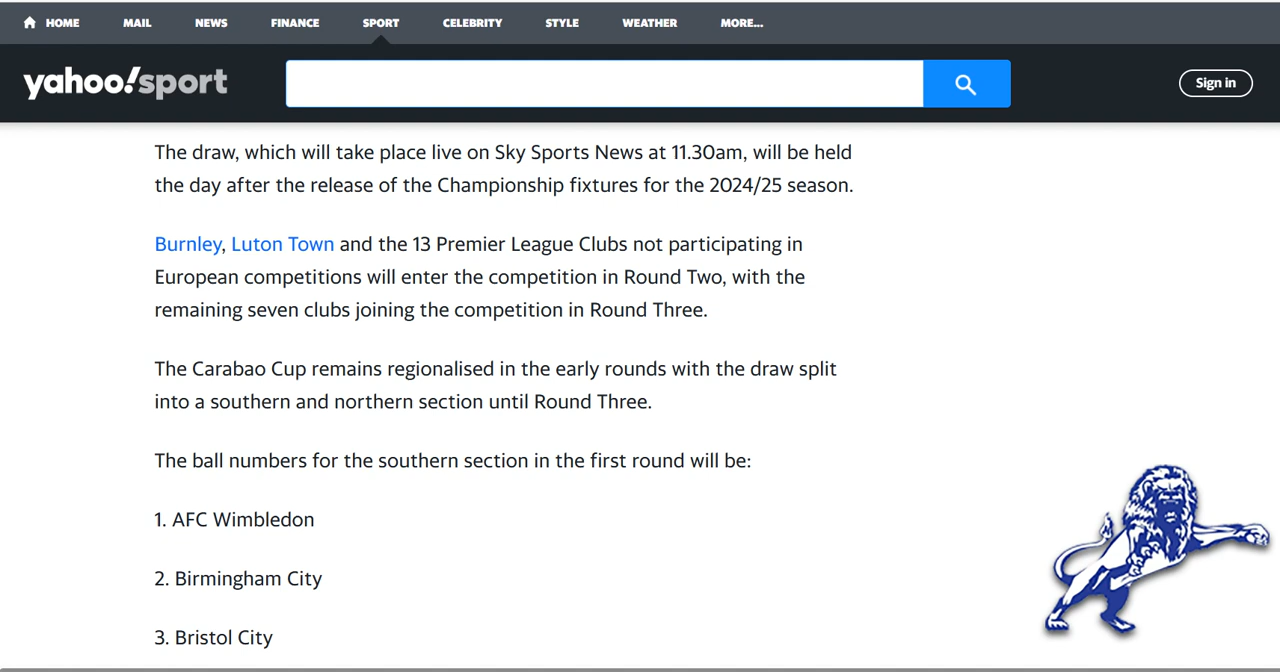 HOME MAIL NEWS FINANCE SPORT CELEBRITY STYLE WEATHER MORE...
yahoo!sport
Sign in
The draw, which will take place live on Sky Sports News at 11.30am, will be held
the day after the release of the Championship fixtures for the 2024/25 season.
Burnley, Luton Town and the 13 Premier League Clubs not participating in
European competitions will enter the competition in Round Two, with the
remaining seven clubs joining the competition in Round Three.
The Carabao Cup remains regionalised in the early rounds with the draw split
into a southern and northern section until Round Three.
The ball numbers for the southern section in the first round will be:
1. AFC Wimbledon
2. Birmingham City
3. Bristol City